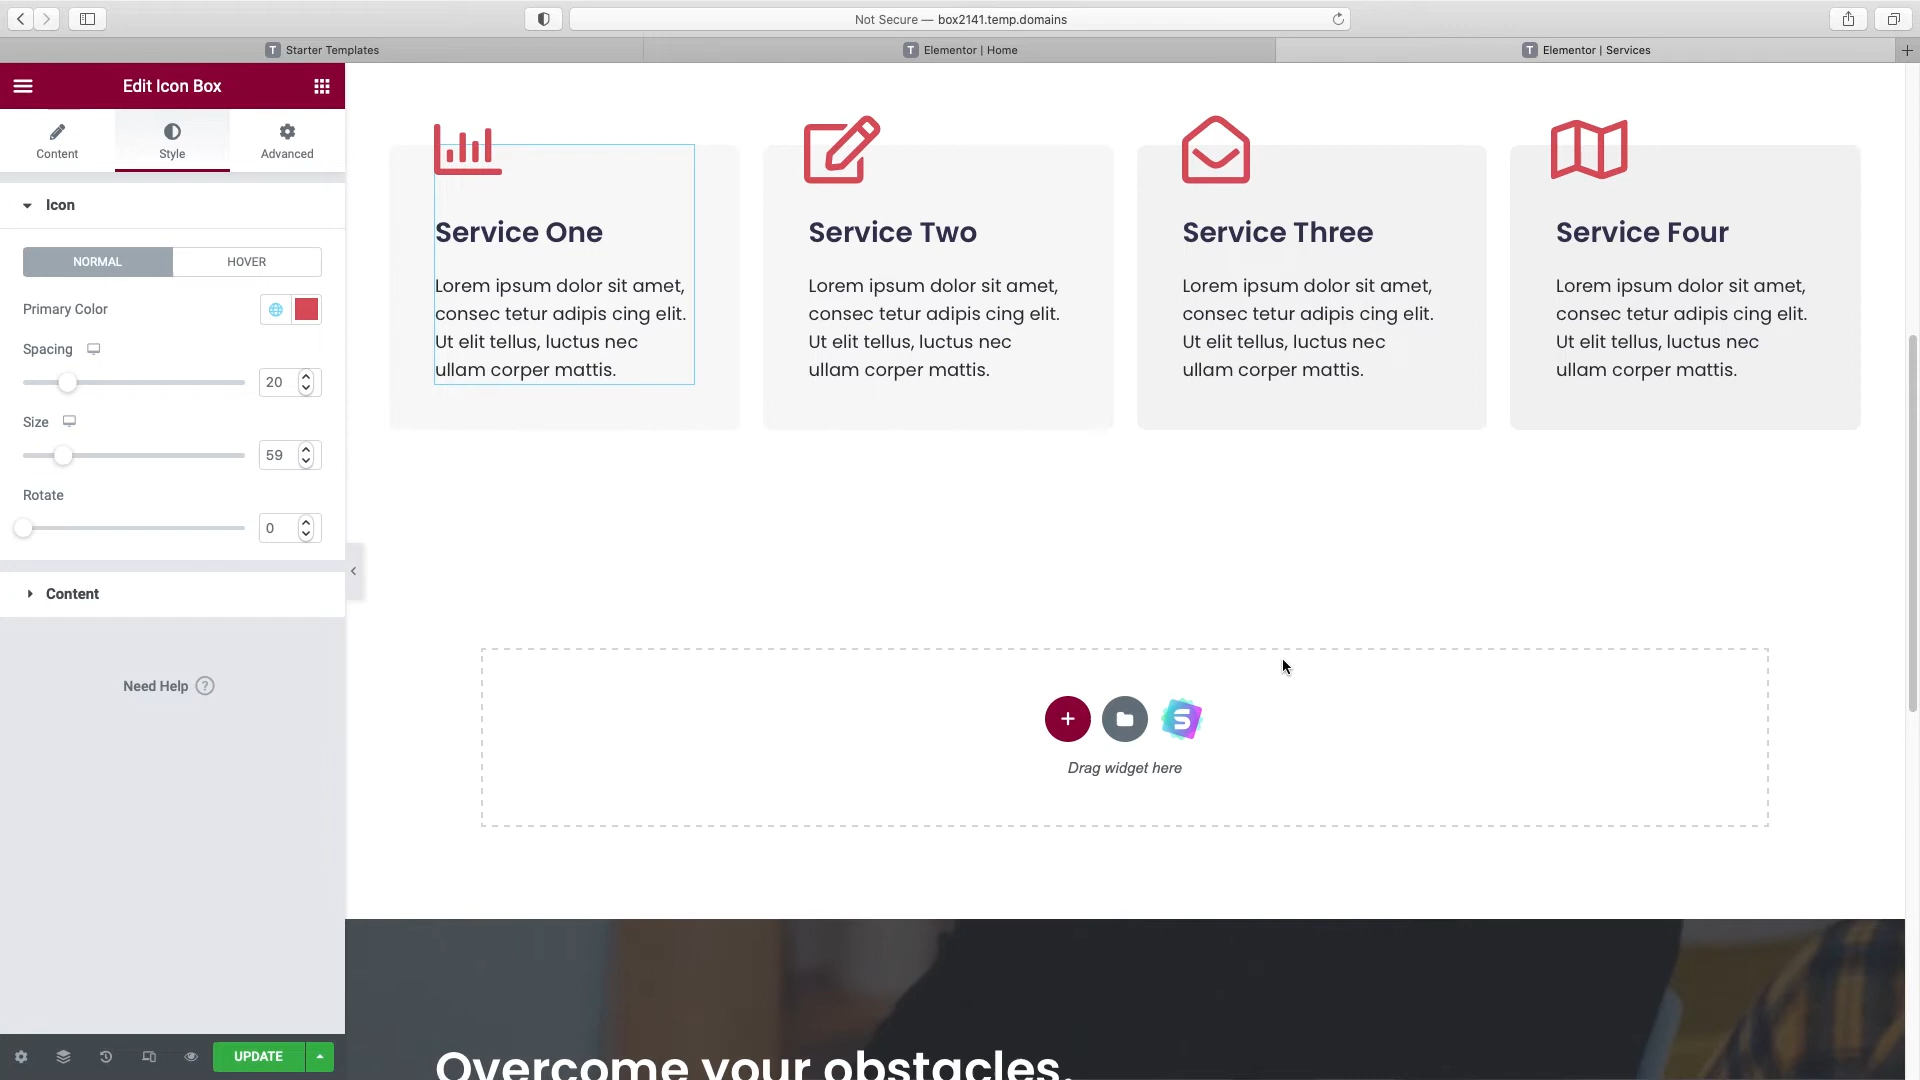 Not Secure — box2141.temp.domains
T Starter Templates
T Elementor | Home
T Elementor | Services
Edit Icon Box
Content
Style
Advanced
Icon
NORMAL
HOVER
Primary Color
Spacing
20
Size
59
Rotate
0
Content
Need Help ?
UPDATE
Service One
Lorem ipsum dolor sit amet,
consec tetur adipis cing elit.
Ut elit tellus, luctus nec
ullam corper mattis.
Service Two
Lorem ipsum dolor sit amet,
consec tetur adipis cing elit.
Ut elit tellus, luctus nec
ullam corper mattis.
Service Three
Lorem ipsum dolor sit amet,
consec tetur adipis cing elit.
Ut elit tellus, luctus nec
ullam corper mattis.
Service Four
Lorem ipsum dolor sit amet,
consec tetur adipis cing elit.
Ut elit tellus, luctus nec
ullam corper mattis.
S
Drag widget here
Overcome your obstacles.